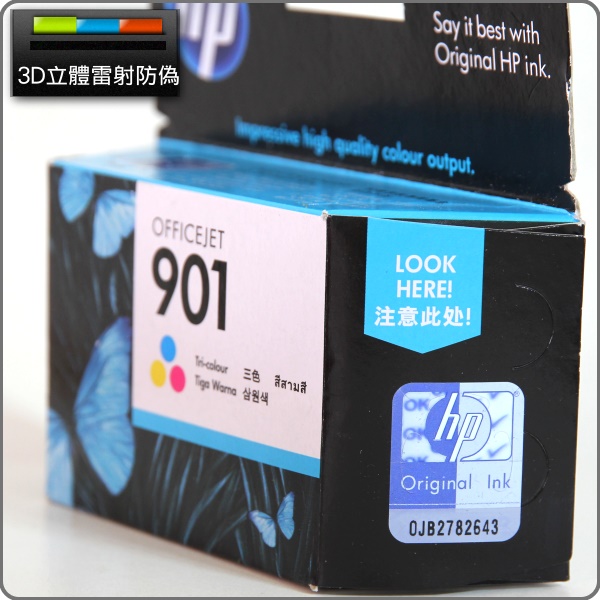 3D立體雷射防偽
hp
Say it best with
Original HP ink.
Impressive high quality colour output.
OFFICEJET
901
Tri-colour 三色 สีสามสี
Tiga Warna 삼원색
LOOK
HERE!
注意此处!
OK
hp
Original Ink
0JB2782643